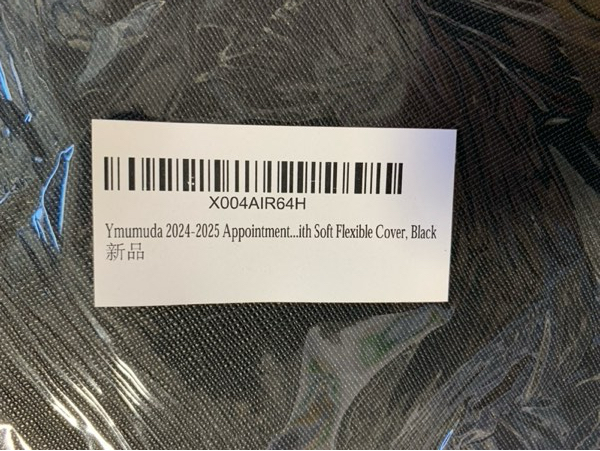 X004AIR64H
Ymumuda 2024-2025 Appointment...ith Soft Flexible Cover, Black
新品